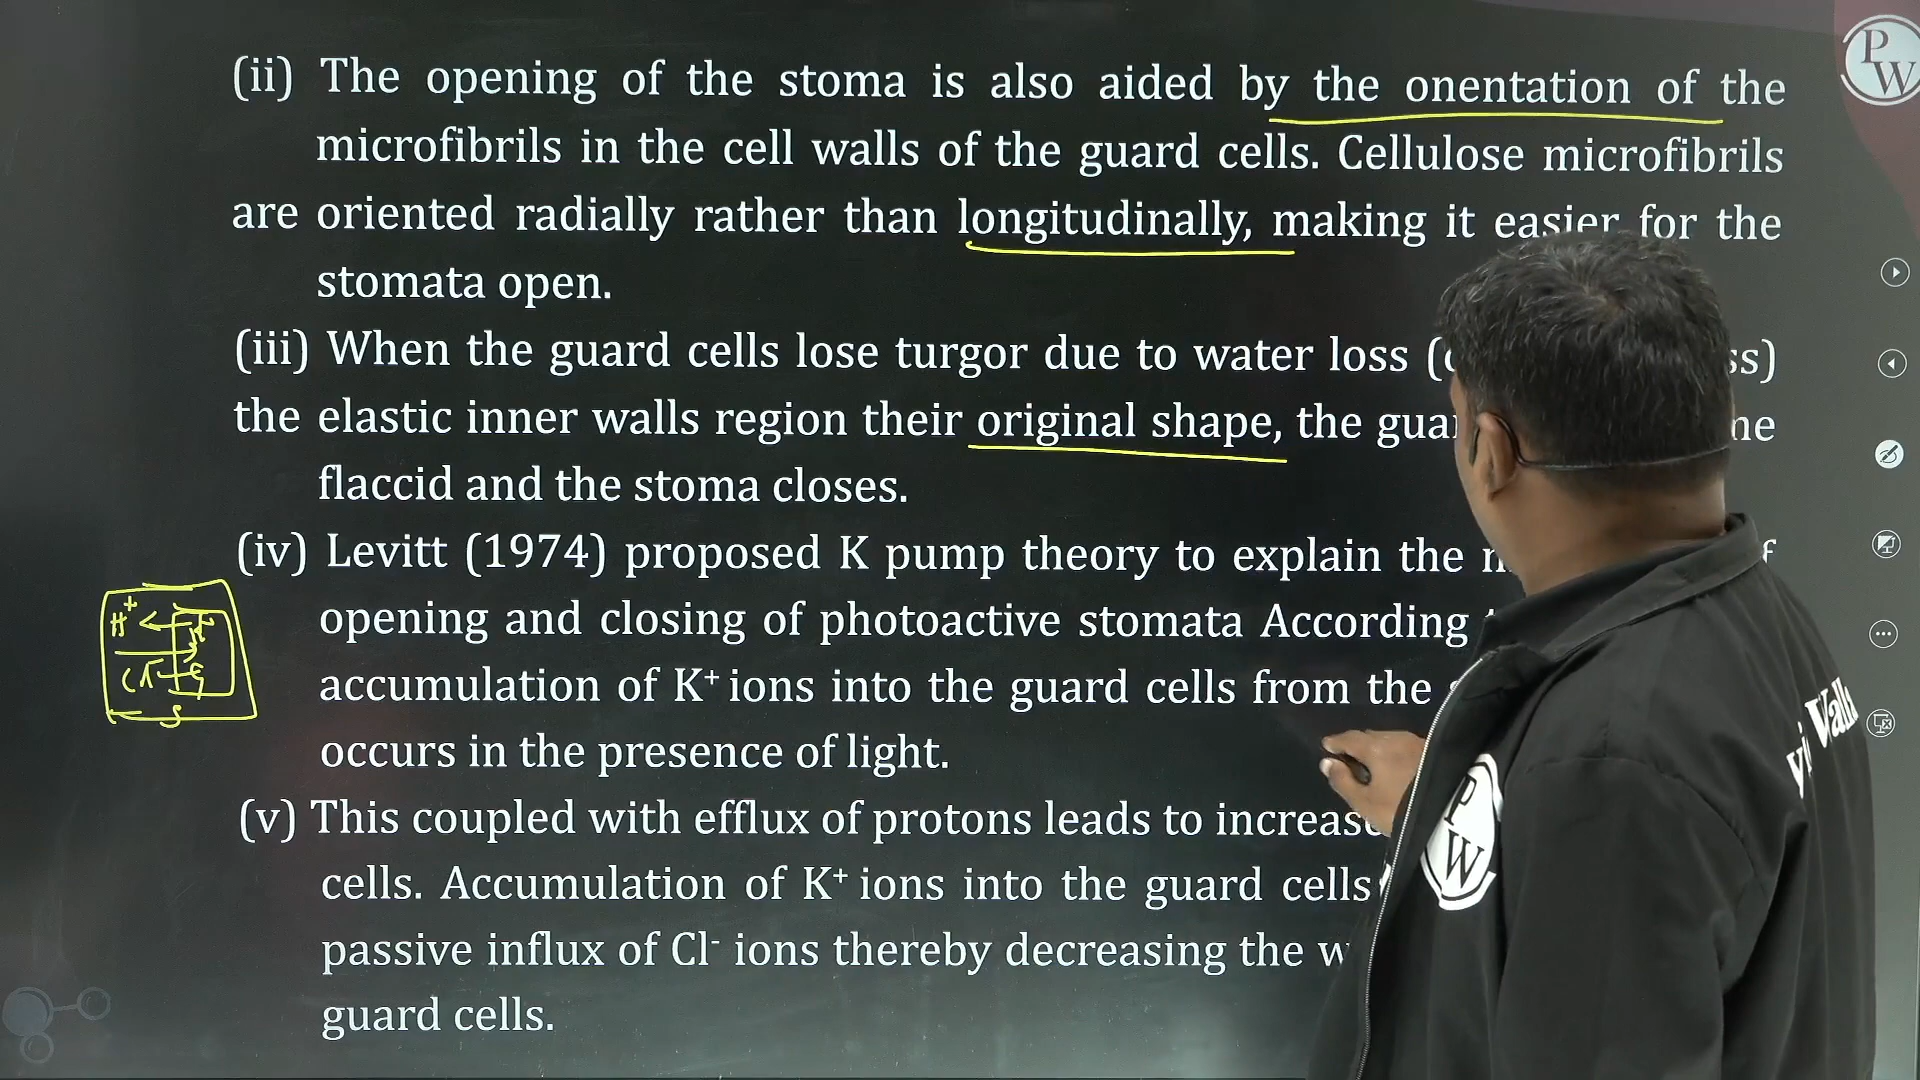 (ii) The opening of the stoma is also aided by the onentation of the
microfibrils in the cell walls of the guard cells. Cellulose microfibrils
are oriented radially rather than longitudinally, making it easier for the
stomata open.
(iii) When the guard cells lose turgor due to water loss
the elastic inner walls region their original shape, the
flaccid and the stoma closes.
(iv) Levitt (1974) proposed K pump theory to explain the
opening and closing of photoactive stomata According
accumulation of K⁺ ions into the guard cells from the
occurs in the presence of light.
(v) This coupled with efflux of protons leads to
cells. Accumulation of K⁺ ions into the guard cells
passive influx of Cl⁻ ions thereby decreasing the
guard cells.
H⁺
PW
PW